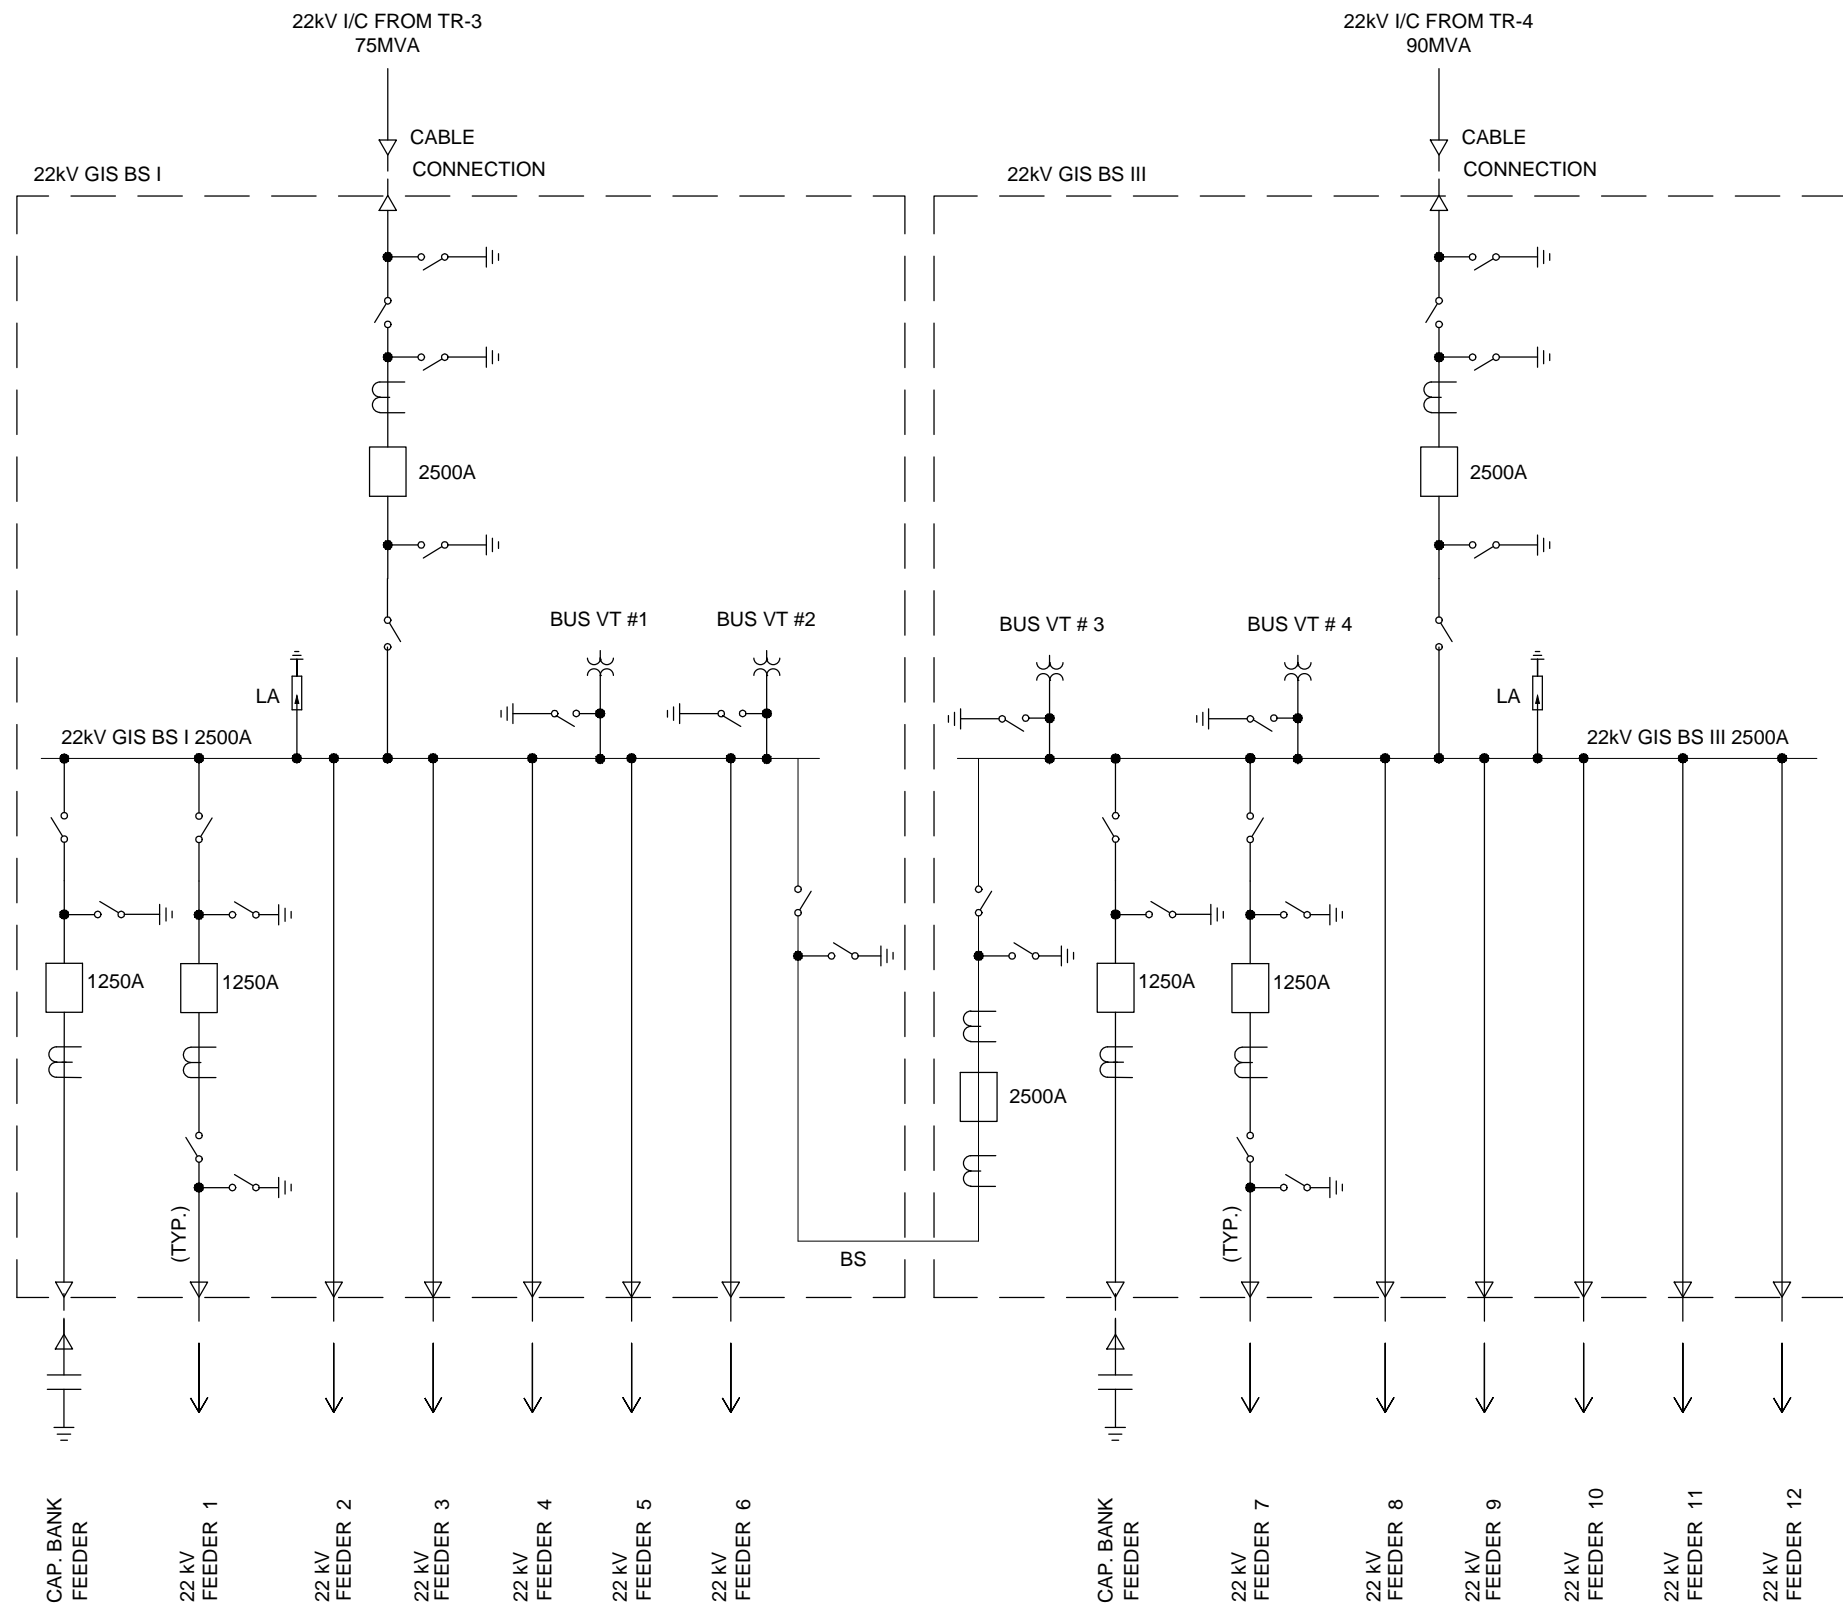 22kV I/C FROM TR-3
75MVA
22kV I/C FROM TR-4
90MVA
CABLE
CONNECTION
CABLE
CONNECTION
22kV GIS BS I
22kV GIS BS III
2500A
2500A
BUS VT #1
BUS VT #2
BUS VT # 3
BUS VT # 4
LA
LA
22kV GIS BS I 2500A
22kV GIS BS III 2500A
1250A
1250A
1250A
1250A
2500A
(TYP.)
(TYP.)
BS
CAP. BANK
FEEDER
22 kV
FEEDER 1
22 kV
FEEDER 2
22 kV
FEEDER 3
22 kV
FEEDER 4
22 kV
FEEDER 5
22 kV
FEEDER 6
CAP. BANK
FEEDER
22 kV
FEEDER 7
22 kV
FEEDER 8
22 kV
FEEDER 9
22 kV
FEEDER 10
22 kV
FEEDER 11
22 kV
FEEDER 12